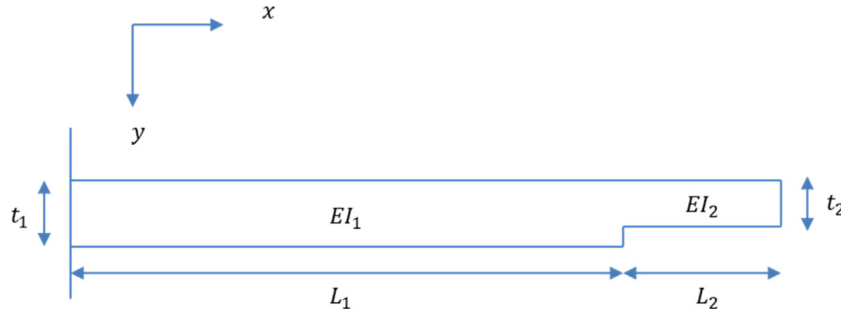 x
y
t₁
EI₁
EI₂
t₂
L₁
L₂